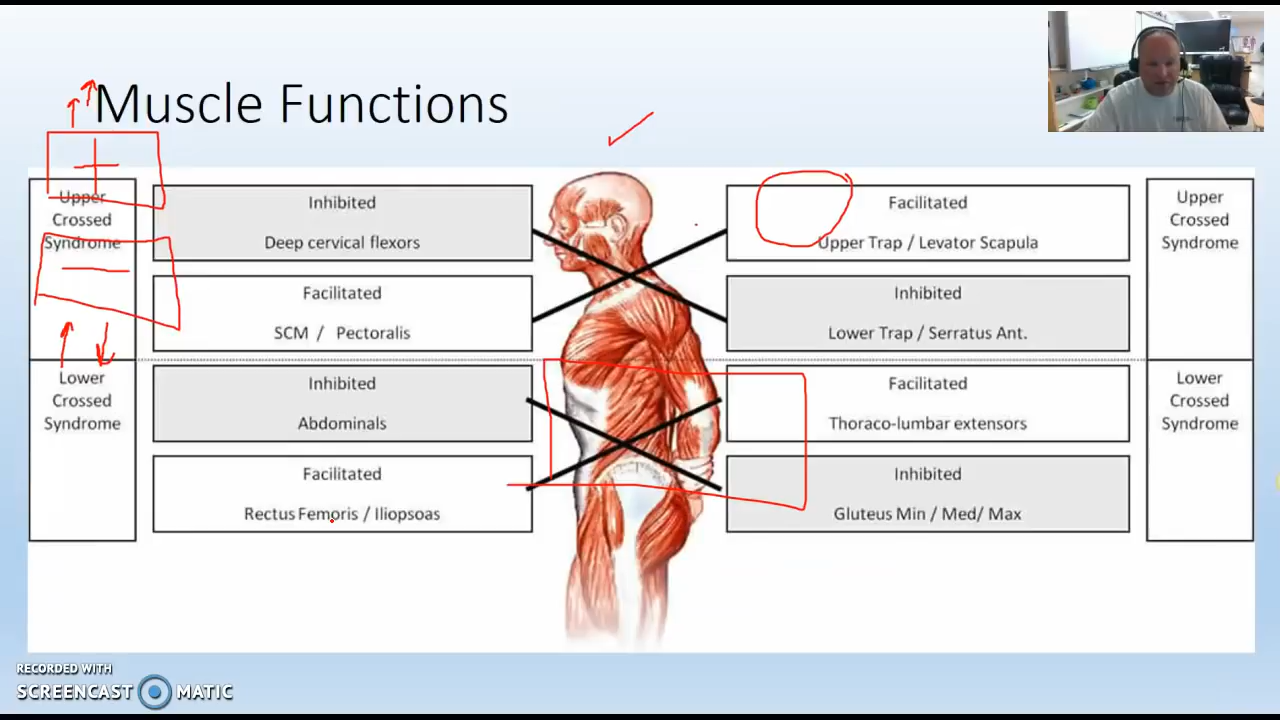 Muscle Functions
Upper
Crossed
Syndrome
Inhibited
Deep cervical flexors
Facilitated
SCM / Pectoralis
Facilitated
Upper Trap / Levator Scapula
Inhibited
Lower Trap / Serratus Ant.
Upper
Crossed
Syndrome
Lower
Crossed
Syndrome
Inhibited
Abdominals
Facilitated
Rectus Femoris / Iliopsoas
Facilitated
Thoraco-lumbar extensors
Inhibited
Gluteus Min / Med/ Max
Lower
Crossed
Syndrome
RECORDED WITH
SCREENCAST MATIC